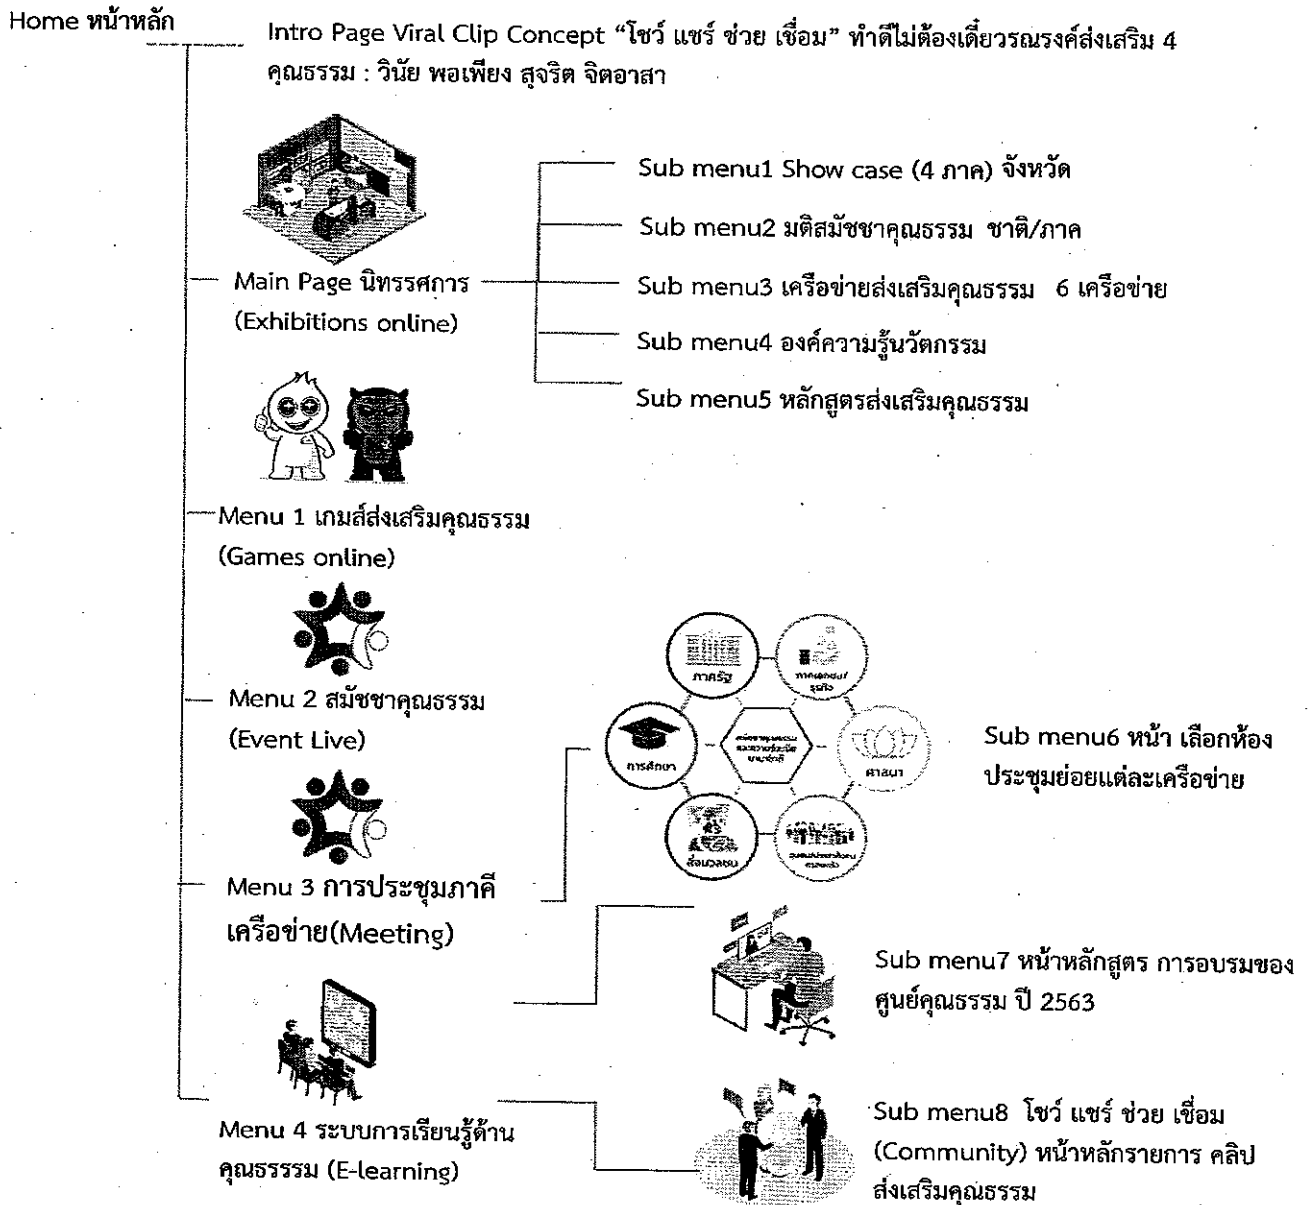 Home หน้าหลัก
Intro Page Viral Clip Concept “โชว์ แชร์ ช่วย เชื่อม” ทำดีไม่ต้องเดี๋ยวรณรงค์ส่งเสริม 4
คุณธรรม : วินัย พอเพียง สุจริต จิตอาสา
Sub menu1 Show case (4 ภาค) จังหวัด
Sub menu2 มติสมัชชาคุณธรรม ชาติ/ภาค
Main Page นิทรรศการ
(Exhibitions online)
Sub menu3 เครือข่ายส่งเสริมคุณธรรม 6 เครือข่าย
Sub menu4 องค์ความรู้นวัตกรรม
Sub menu5 หลักสูตรส่งเสริมคุณธรรม
Menu 1 เกมส์ส่งเสริมคุณธรรม
(Games online)
Menu 2 สมัชชาคุณธรรม
(Event Live)
ภาครัฐ
ภาคเอกชน/
ธุรกิจ
การศึกษา
ศาสนา
สื่อมวลชน
Sub menu6 หน้า เลือกห้อง
ประชุมย่อยแต่ละเครือข่าย
Menu 3 การประชุมภาคี
เครือข่าย(Meeting)
Sub menu7 หน้าหลักสูตร การอบรมของ
ศูนย์คุณธรรม ปี 2563
Menu 4 ระบบการเรียนรู้ด้าน
คุณธรรรม (E-learning)
Sub menu8 โชว์ แชร์ ช่วย เชื่อม
(Community) หน้าหลักรายการ คลิป
ส่งเสริมคุณธรรม